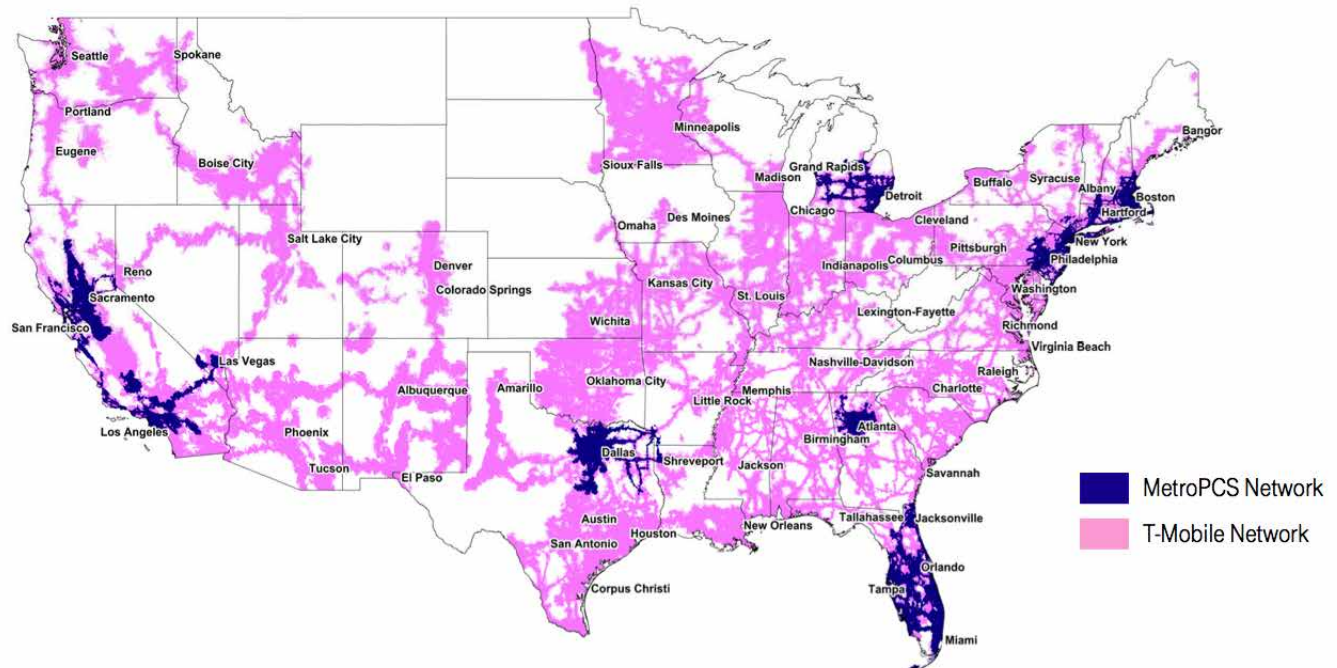 Seattle
Spokane
Portland
Eugene
Boise City
Minneapolis
Sioux Falls
Madison
Grand Rapids
Detroit
Bangor
Buffalo
Syracuse
Albany
Boston
Hartford
Chicago
Cleveland
New York
Omaha
Des Moines
Salt Lake City
Reno
Pittsburgh
Philadelphia
Denver
Colorado Springs
Indianapolis
Columbus
Kansas City
Washington
Sacramento
St. Louis
San Francisco
Lexington-Fayette
Richmond
Wichita
Virginia Beach
Las Vegas
Nashville-Davidson
Raleigh
Albuquerque
Amarillo
Oklahoma City
Memphis
Charlotte
Little Rock
Los Angeles
Phoenix
Atlanta
Birmingham
Dallas
Shreveport
Jackson
Tucson
El Paso
Savannah
MetroPCS Network
T-Mobile Network
Austin
New Orleans
Tallahassee
Jacksonville
Houston
San Antonio
Orlando
Corpus Christi
Tampa
Miami